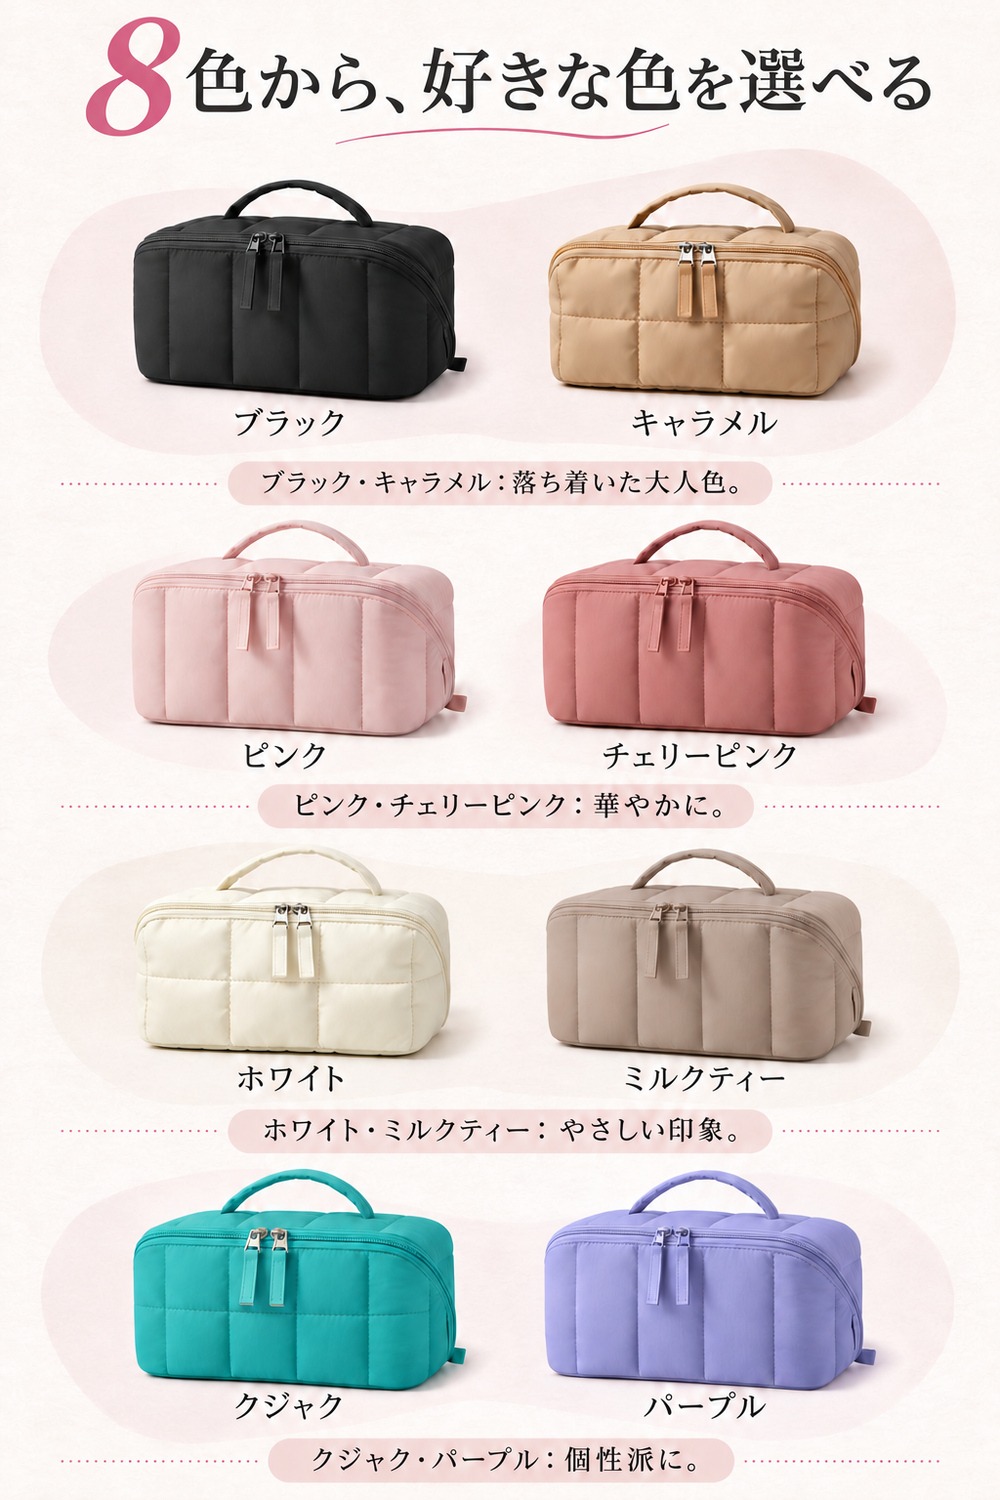 8色から、好きな色を選べる
ブラック
キャラメル
ブラック・キャラメル：落ち着いた大人色。
ピンク
チェリーピンク
ピンク・チェリーピンク：華やかに。
ホワイト
ミルクティー
ホワイト・ミルクティー：やさしい印象。
クジャク
パープル
クジャク・パープル：個性派に。